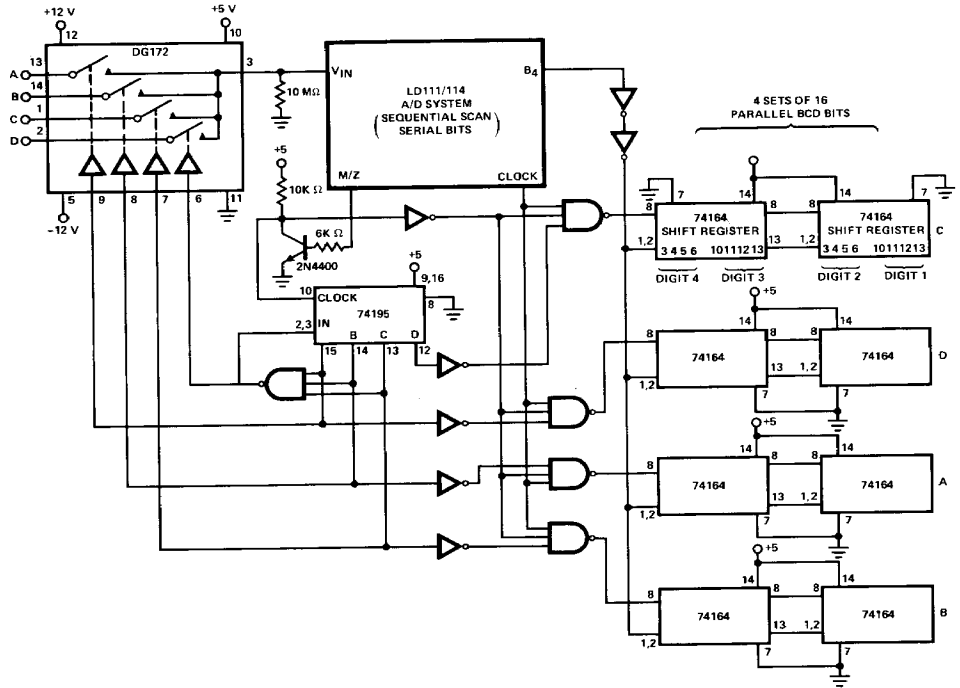 +12 V
+5 V
12
10
DG172
13
A
14
B
1
C
2
D
3
5
9
8
7
6
11
-12 V
VIN
LD111/114
A/D SYSTEM
(SEQUENTIAL SCAN
SERIAL BITS)
B4
M/Z
CLOCK
10 MΩ
+5
10K Ω
6K Ω
2N4400
+5
9,16
8
10
CLOCK
74195
2,3
IN
B
C
D
15
14
13
12
4 SETS OF 16
PARALLEL BCD BITS
7
14
14
7
8
74164
SHIFT REGISTER
8
74164
SHIFT REGISTER
C
1,2
3 4 5 6
10 11 12 13
13
1,2
3 4 5 6
10 11 12 13
DIGIT 4
DIGIT 3
DIGIT 2
DIGIT 1
+5
14
14
8
8
8
74164
74164
D
1,2
13
1,2
7
7
+5
14
14
8
8
8
74164
74164
A
1,2
13
1,2
7
7
+5
14
14
8
8
8
74164
74164
B
1,2
13
1,2
7
7